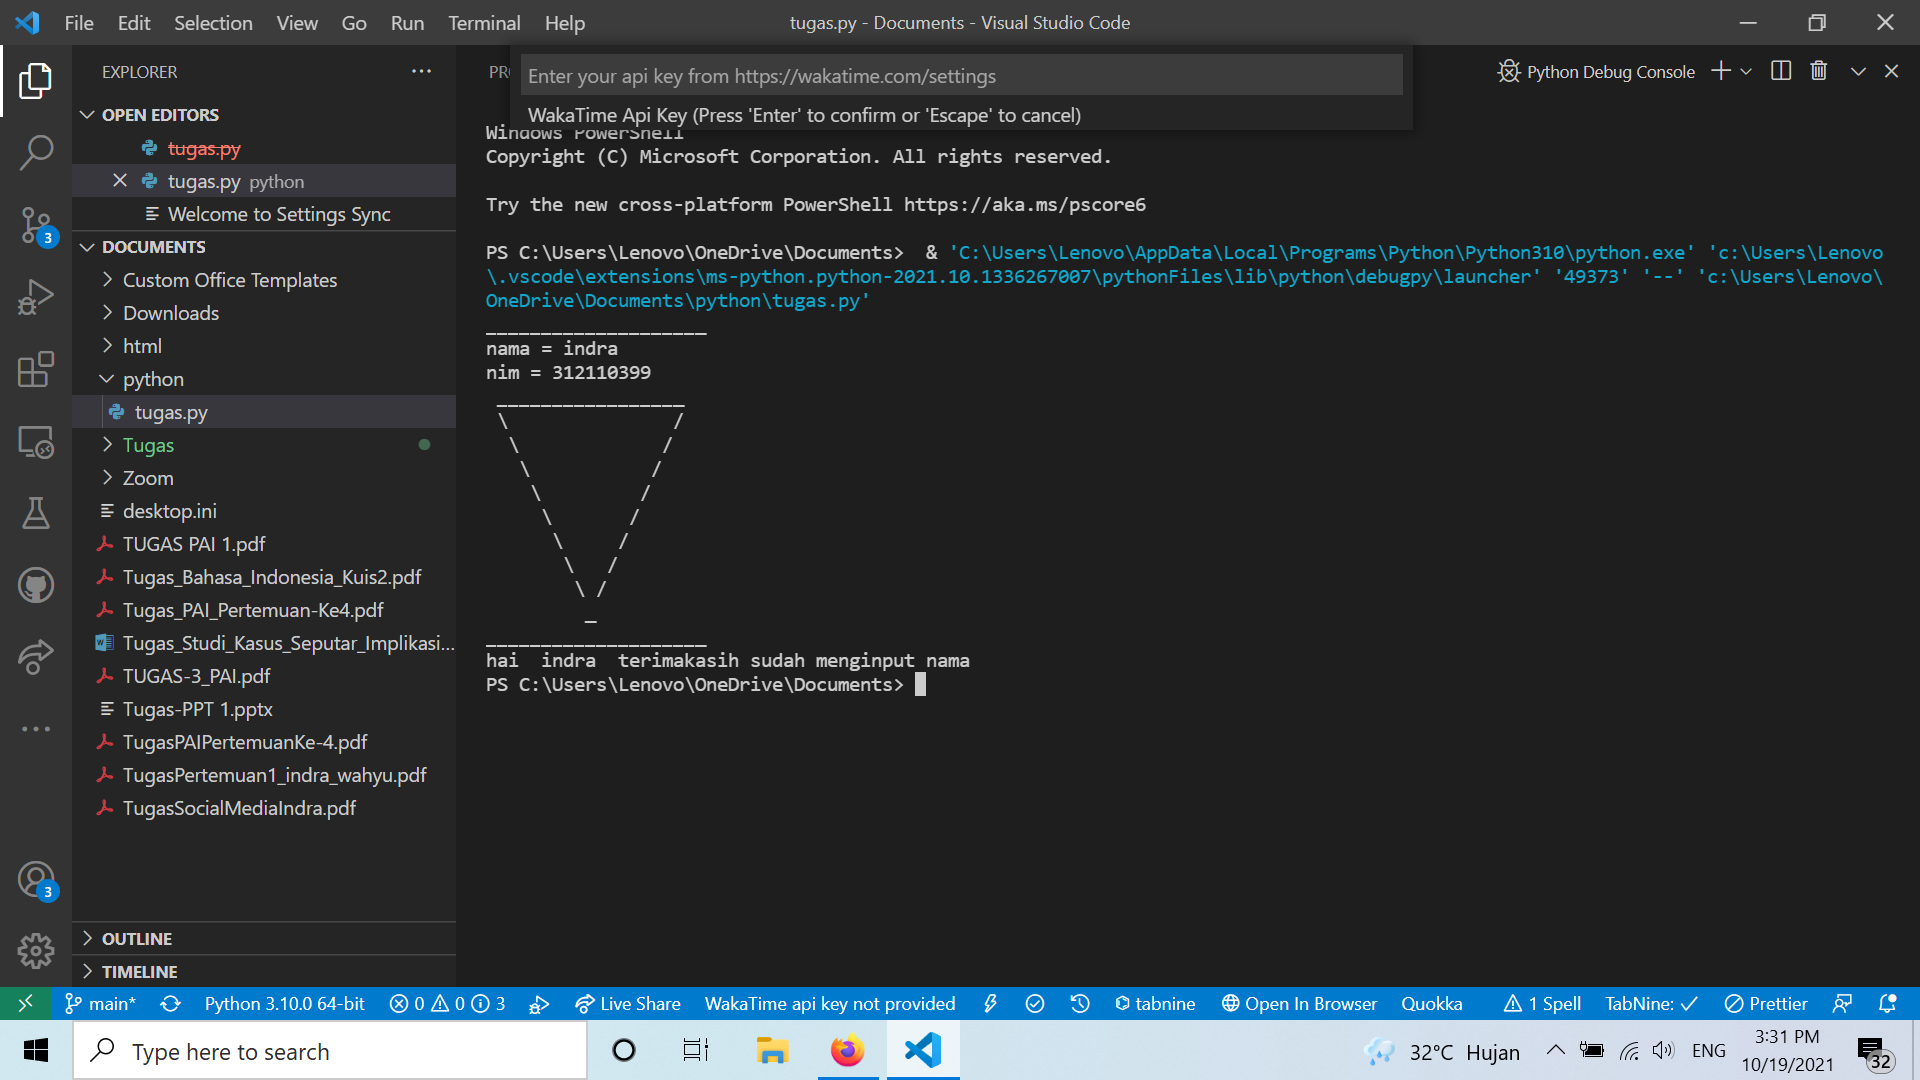 File Edit Selection View Go Run Terminal Help
tugas.py - Documents - Visual Studio Code
EXPLORER
OPEN EDITORS
tugas.py
tugas.py python
Welcome to Settings Sync
DOCUMENTS
Custom Office Templates
Downloads
html
python
tugas.py
Tugas
Zoom
desktop.ini
TUGAS PAI 1.pdf
Tugas_Bahasa_Indonesia_Kuis2.pdf
Tugas_PAI_Pertemuan-Ke4.pdf
Tugas_Studi_Kasus_Seputar_Implikasi...
TUGAS-3_PAI.pdf
Tugas-PPT 1.pptx
TugasPAIPertemuanKe-4.pdf
TugasPertemuan1_indra_wahyu.pdf
TugasSocialMediaIndra.pdf
OUTLINE
TIMELINE
3
3
Enter your api key from https://wakatime.com/settings
WakaTime Api Key (Press 'Enter' to confirm or 'Escape' to cancel)
Python Debug Console
Windows PowerShell
Copyright (C) Microsoft Corporation. All rights reserved.
Try the new cross-platform PowerShell https://aka.ms/pscore6
PS C:\Users\Lenovo\OneDrive\Documents>  & 'C:\Users\Lenovo\AppData\Local\Programs\Python\Python310\python.exe' 'c:\Users\Lenovo
\.vscode\extensions\ms-python.python-2021.10.1336267007\pythonFiles\lib\python\debugpy\launcher' '49373' '--' 'c:\Users\Lenovo\
OneDrive\Documents\python\tugas.py'
____________________
nama = indra
nim = 312110399
 _________________
 \               /
  \             /
   \           /
    \         /
     \       /
      \     /
       \   /
        \ /
         _
____________________
hai  indra  terimakasih sudah menginput nama
PS C:\Users\Lenovo\OneDrive\Documents>
main* Python 3.10.0 64-bit 0 0 3 Live Share WakaTime api key not provided tabnine Open In Browser Quokka 1 Spell TabNine: ✓ Prettier
Type here to search
32°C Hujan
ENG
3:31 PM
10/19/2021
32